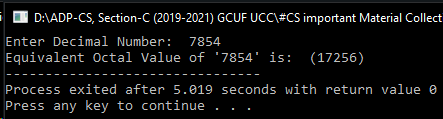 D:\ADP-CS, Section-C (2019-2021) GCUF UCC\#CS important Material Collect
Enter Decimal Number:  7854
Equivalent Octal Value of '7854' is:  (17256)
--------------------------------
Process exited after 5.019 seconds with return value 0
Press any key to continue . . .